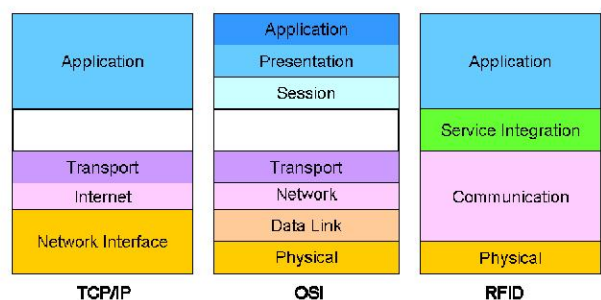 Application
Transport
Internet
Network Interface
TCP/IP
Application
Presentation
Session
Transport
Network
Data Link
Physical
OSI
Application
Service Integration
Communication
Physical
RFID